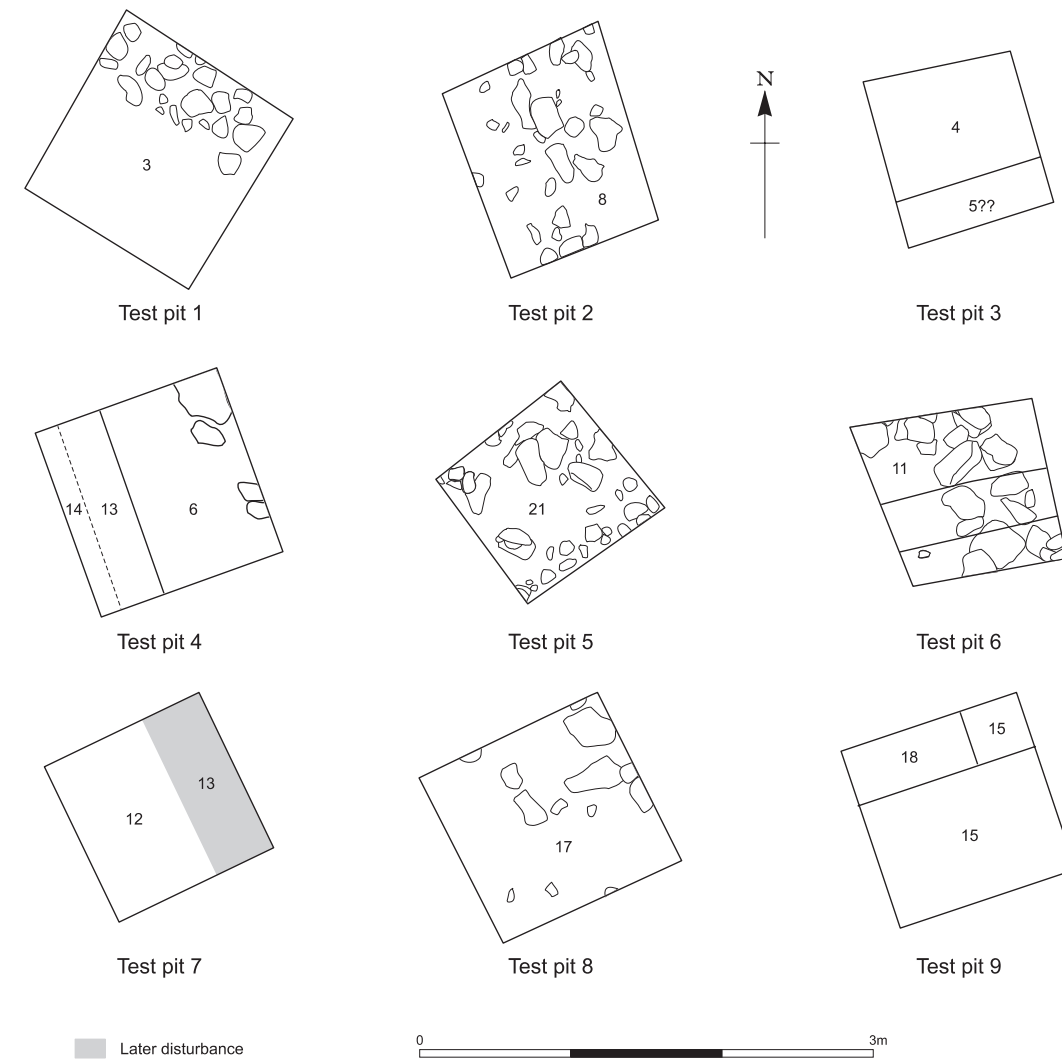 N
3
8
4
5??
Test pit 1
Test pit 2
Test pit 3
14
13
6
21
11
Test pit 4
Test pit 5
Test pit 6
12
13
17
18
15
15
Test pit 7
Test pit 8
Test pit 9
Later disturbance
0
3m